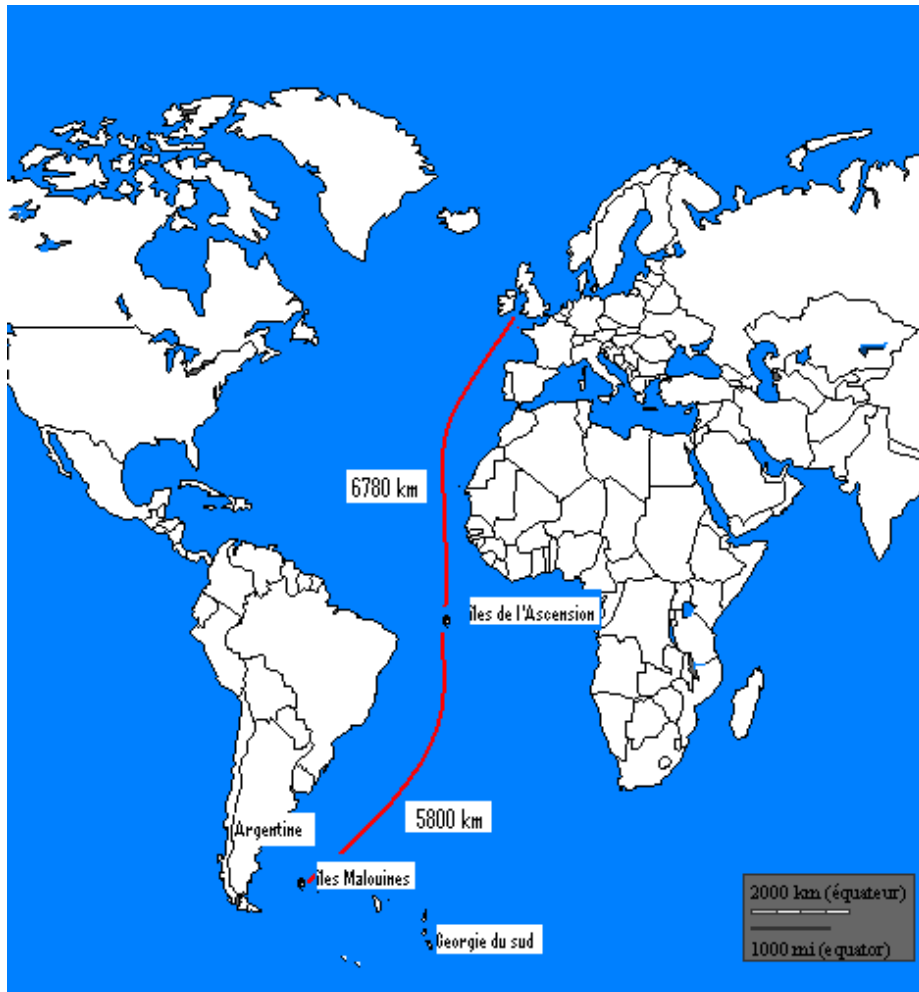 6780 km
îles de l'Ascension
5800 km
Argentine
îles Malouines
Georgie du sud
2000 km (équateur)
1000 mi (equator)